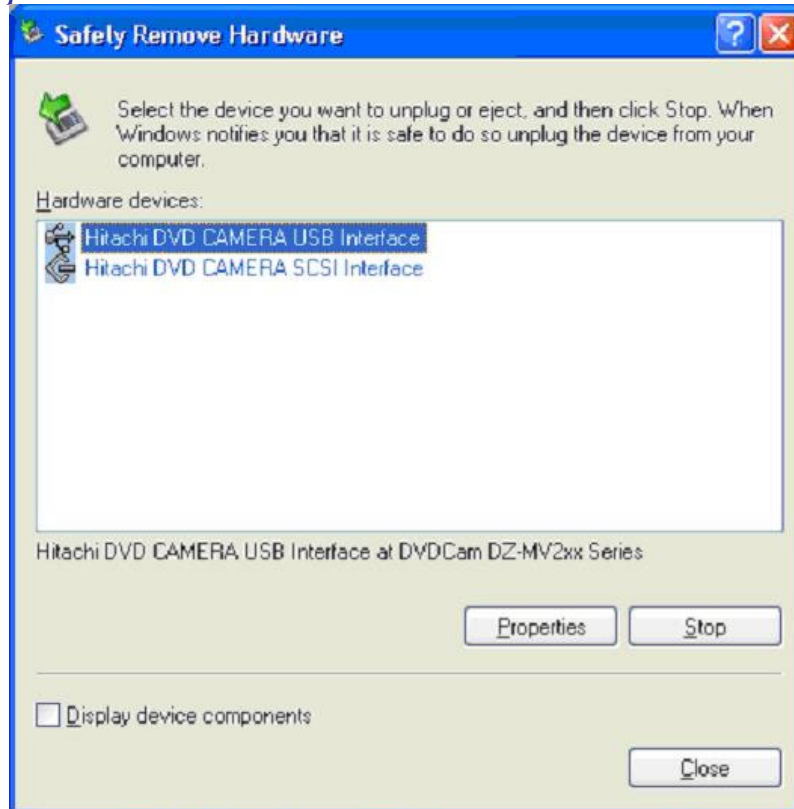 Safely Remove Hardware
Select the device you want to unplug or eject, and then click Stop. When
Windows notifies you that it is safe to do so unplug the device from your
computer.
Hardware devices:
Hitachi DVD CAMERA USB Interface
Hitachi DVD CAMERA SCSI Interface
Hitachi DVD CAMERA USB Interface at DVDCam DZ-MV2xx Series
Properties
Stop
Display device components
Close